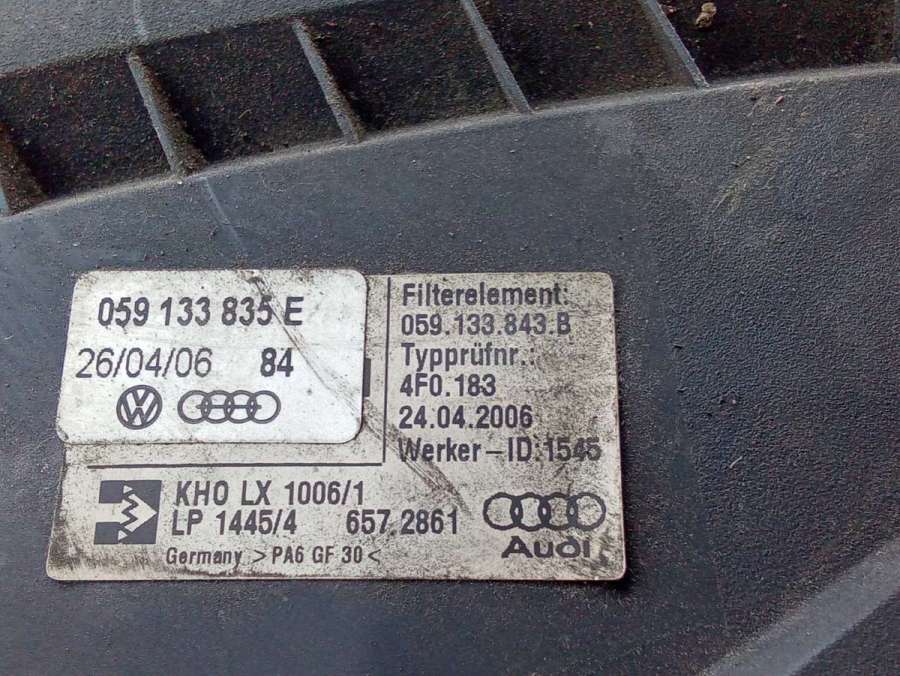 059 133 835 E
26/04/06 84
Filterelement:
059.133.843.B
Typprüfnr.:
4F0.183
24.04.2006
Werker-ID:1545
KHO LX 1006/1
LP 1445/4 657.2861
Germany >PA6 GF 30<
Audi